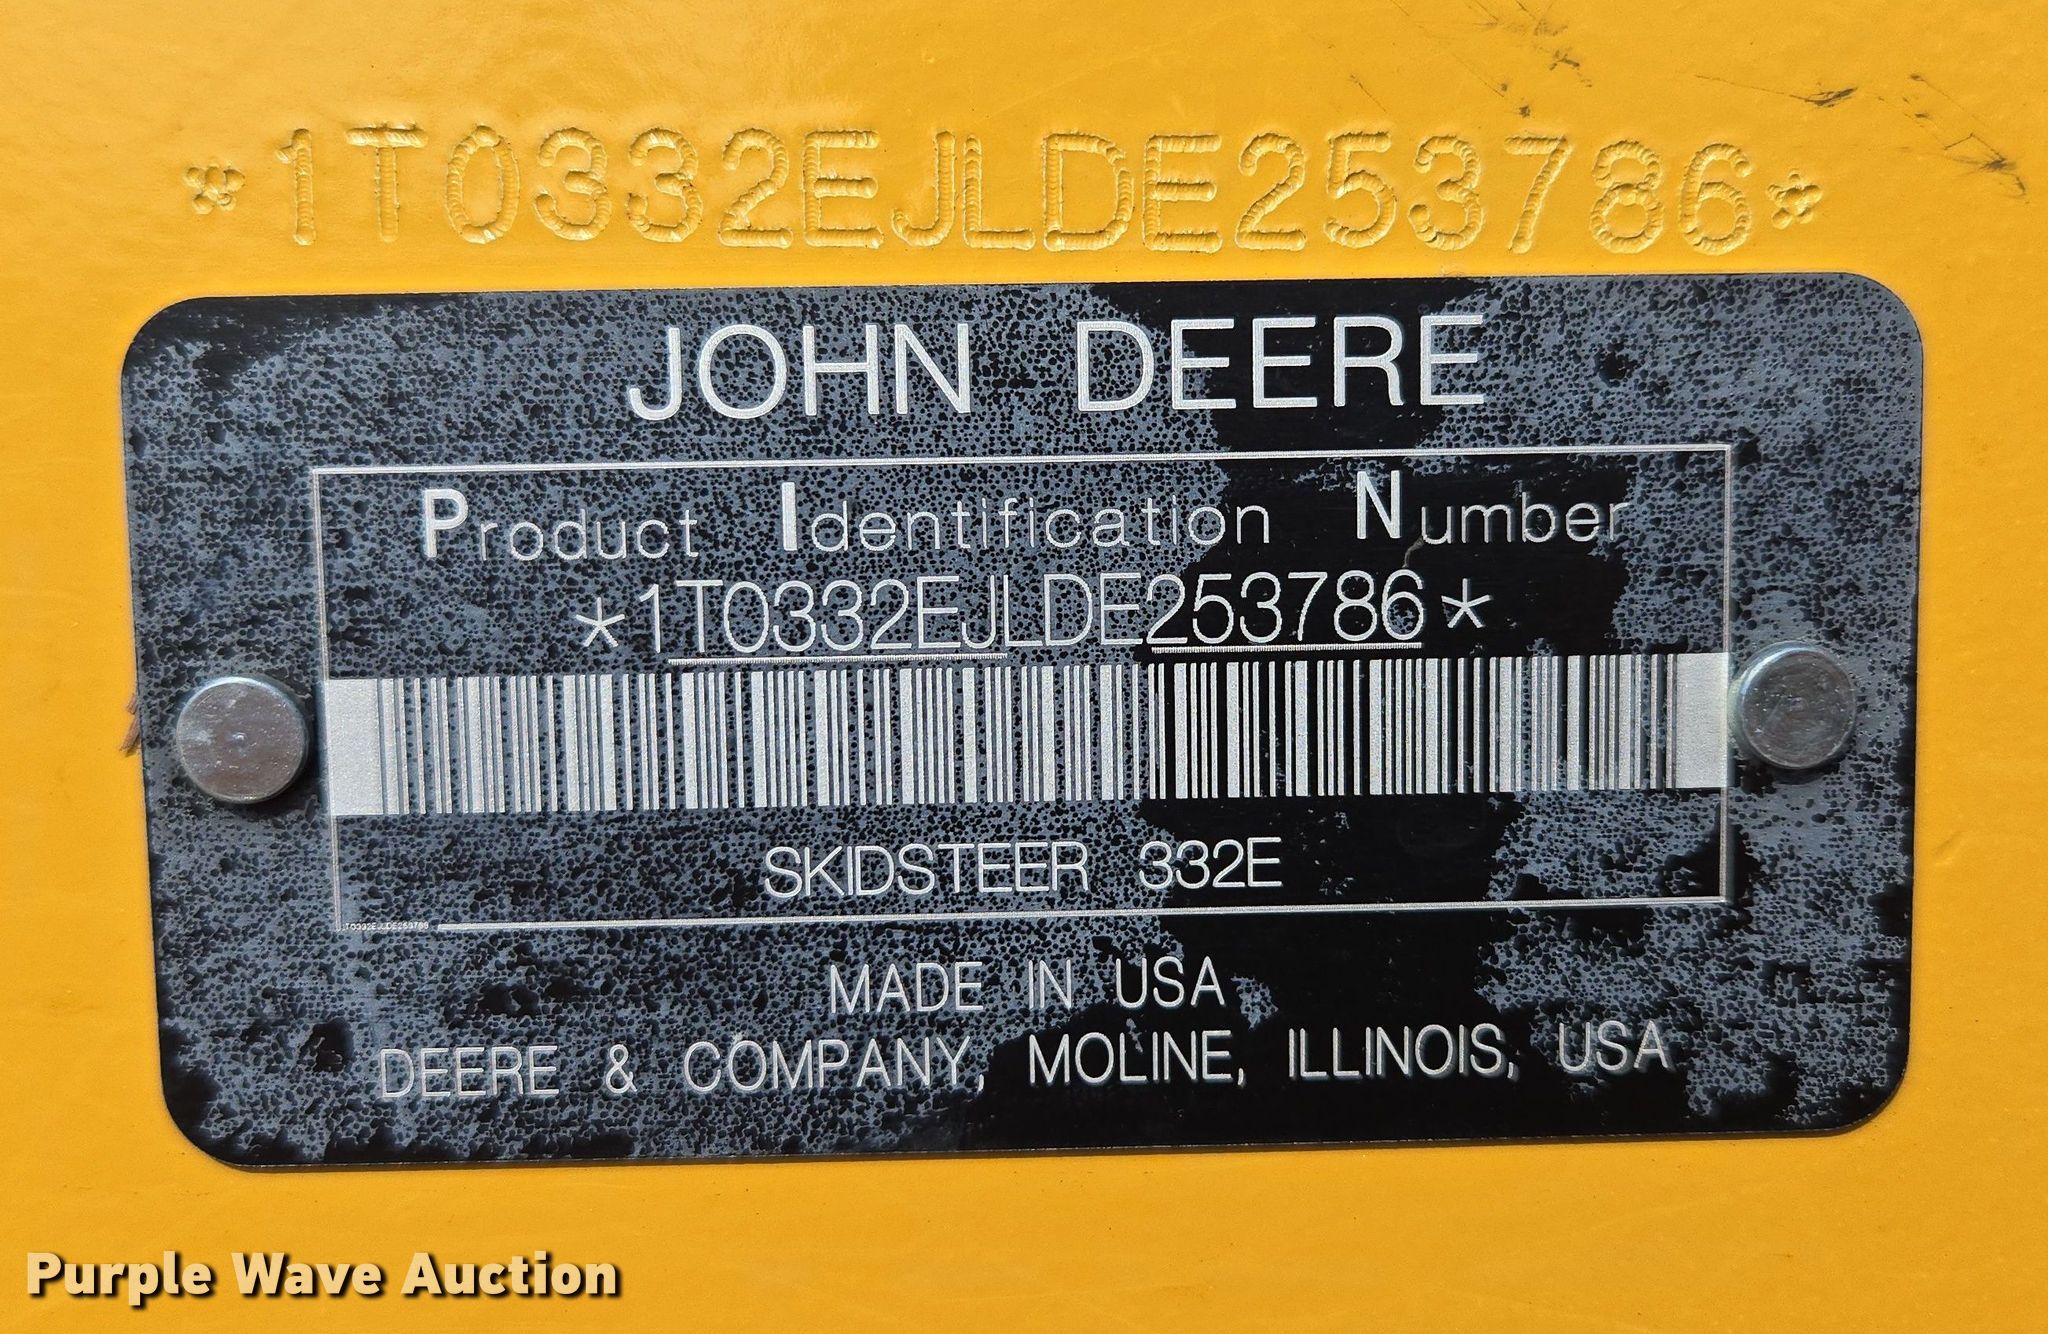 *1T0332EJLDE253786*
JOHN DEERE
Product Identification Number
*1T0332EJLDE253786*
SKIDSTEER 332E
1T0332EJLDE253786
MADE IN USA
DEERE & COMPANY, MOLINE, ILLINOIS, USA
Purple Wave Auction